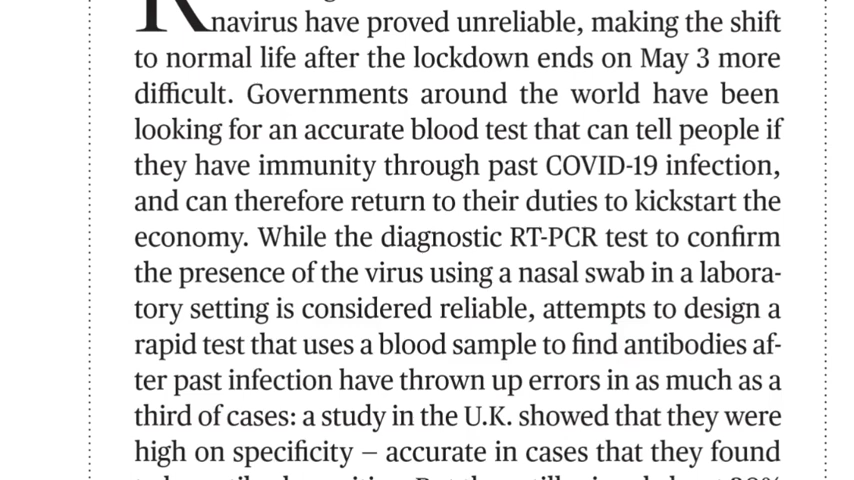 navirus have proved unreliable, making the shift
to normal life after the lockdown ends on May 3 more
difficult. Governments around the world have been
looking for an accurate blood test that can tell people if
they have immunity through past COVID-19 infection,
and can therefore return to their duties to kickstart the
economy. While the diagnostic RT-PCR test to confirm
the presence of the virus using a nasal swab in a labora-
tory setting is considered reliable, attempts to design a
rapid test that uses a blood sample to find antibodies af-
ter past infection have thrown up errors in as much as a
third of cases: a study in the U.K. showed that they were
high on specificity – accurate in cases that they found